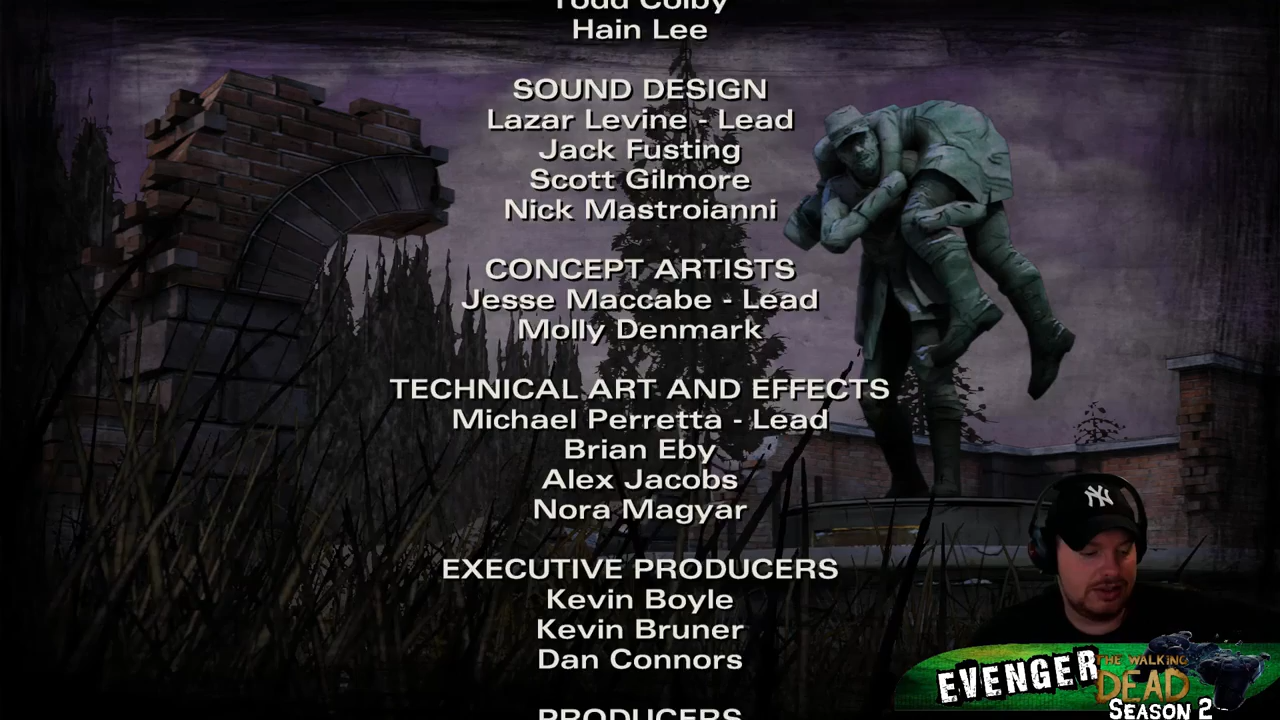 Todd Colby
Hain Lee
SOUND DESIGN
Lazar Levine - Lead
Jack Fusting
Scott Gilmore
Nick Mastroianni
CONCEPT ARTISTS
Jesse Maccabe - Lead
Molly Denmark
TECHNICAL ART AND EFFECTS
Michael Perretta - Lead
Brian Eby
Alex Jacobs
Nora Magyar
EXECUTIVE PRODUCERS
Kevin Boyle
Kevin Bruner
Dan Connors
PRODUCERS
NY
EVENGER
THE WALKING
DEAD
SEASON 2